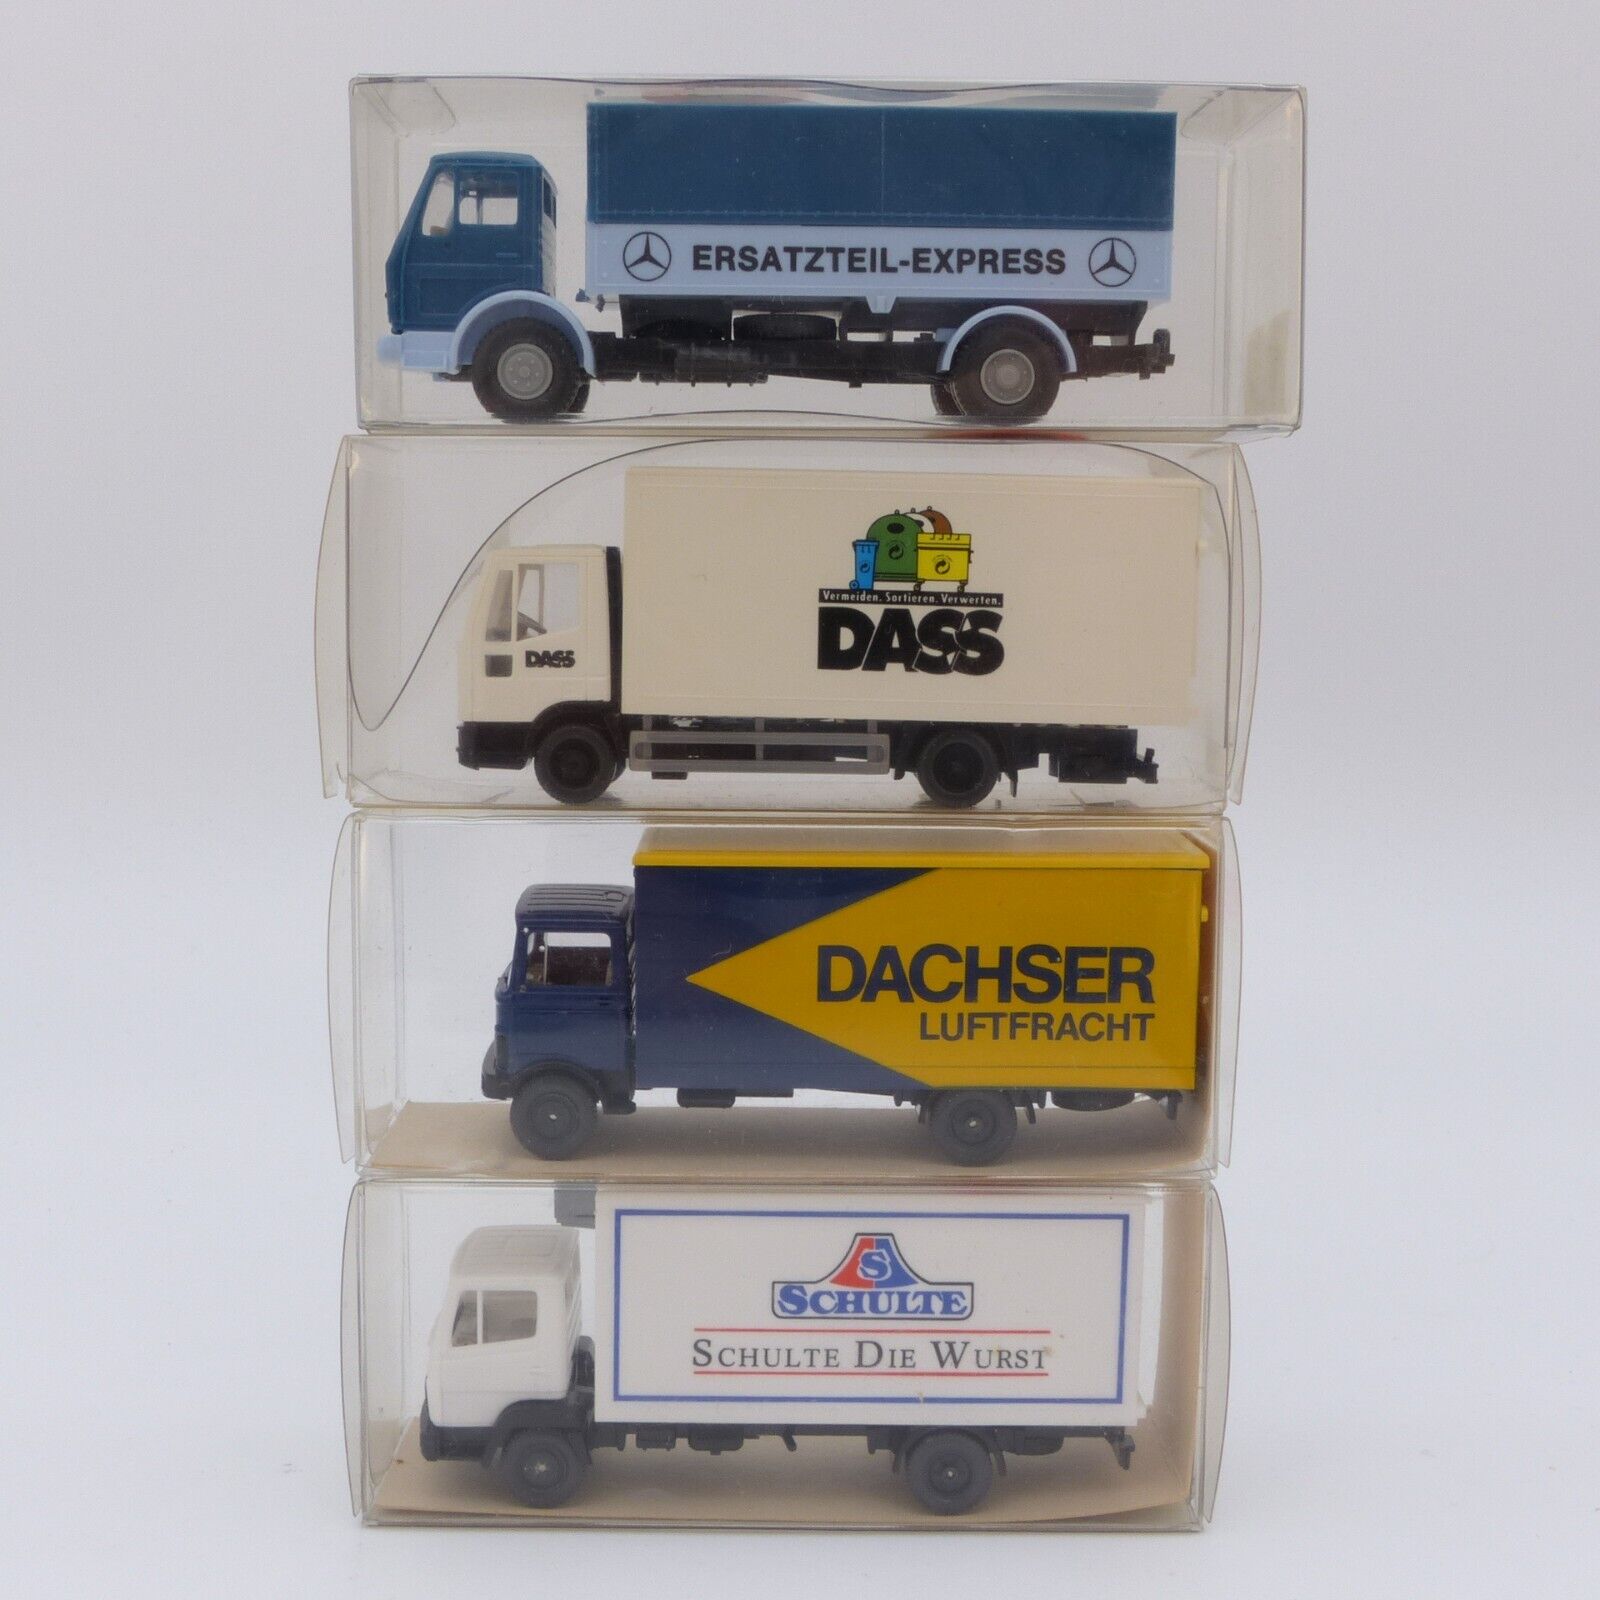 ERSATZTEIL-EXPRESS
Vermeiden. Sortieren. Verwerten.
DASS
DASS
DACHSER
LUFTFRACHT
S
SCHULTE
SCHULTE DIE WURST